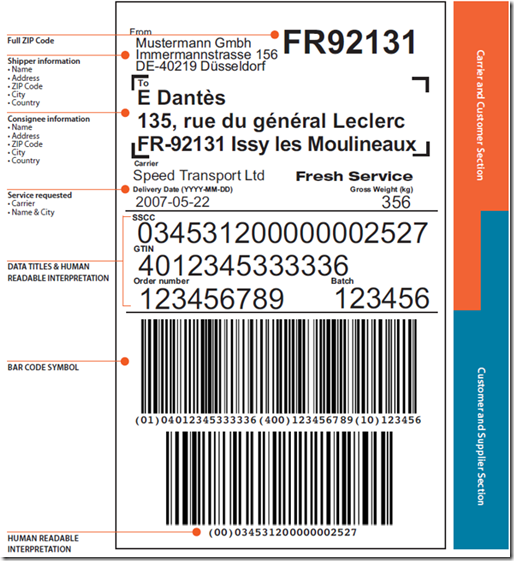 Full ZIP Code
Shipper information
• Name
• Address
• ZIP Code
• City
• Country
Consignee information
• Name
• Address
• ZIP Code
• City
• Country
Service requested
• Carrier
• Name & City
DATA TITLES & HUMAN
READABLE INTERPRETATION
BAR CODE SYMBOL
HUMAN READABLE
INTERPRETATION
From
Mustermann Gmbh
Immermannstrasse 156
DE-40219 Düsseldorf
FR92131
To
E Dantès
135, rue du général Leclerc
FR-92131 Issy les Moulineaux
Carrier
Speed Transport Ltd
Fresh Service
Delivery Date (YYYY-MM-DD)
Gross Weight (kg)
2007-05-22
356
SSCC
034531200000002527
GTIN
4012345333336
Order number
Batch
123456789
123456
(01)04012345333336(400)123456789(10)123456
(00)034531200000002527
Carrier and Customer Section
Customer and Supplier Section